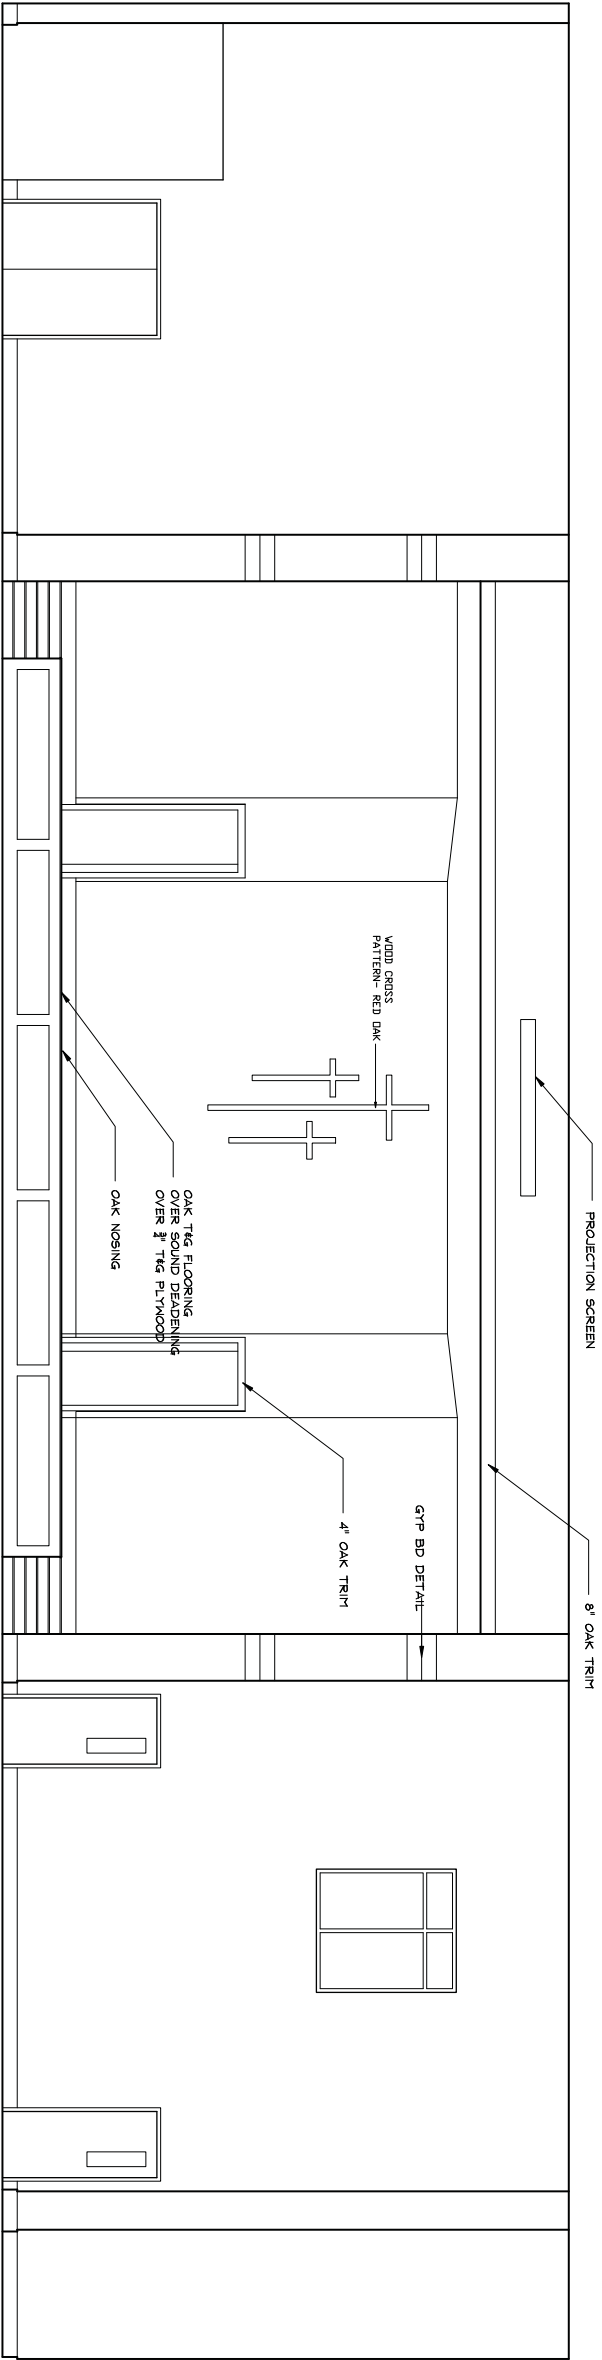 PROJECTION SCREEN
8" OAK TRIM
WOOD CROSS
PATTERN- RED OAK
GYP BD DETAIL
4" OAK TRIM
OAK T&G FLOORING
OVER SOUND DEADENING
OVER ¾" T&G PLYWOOD
OAK NOSING